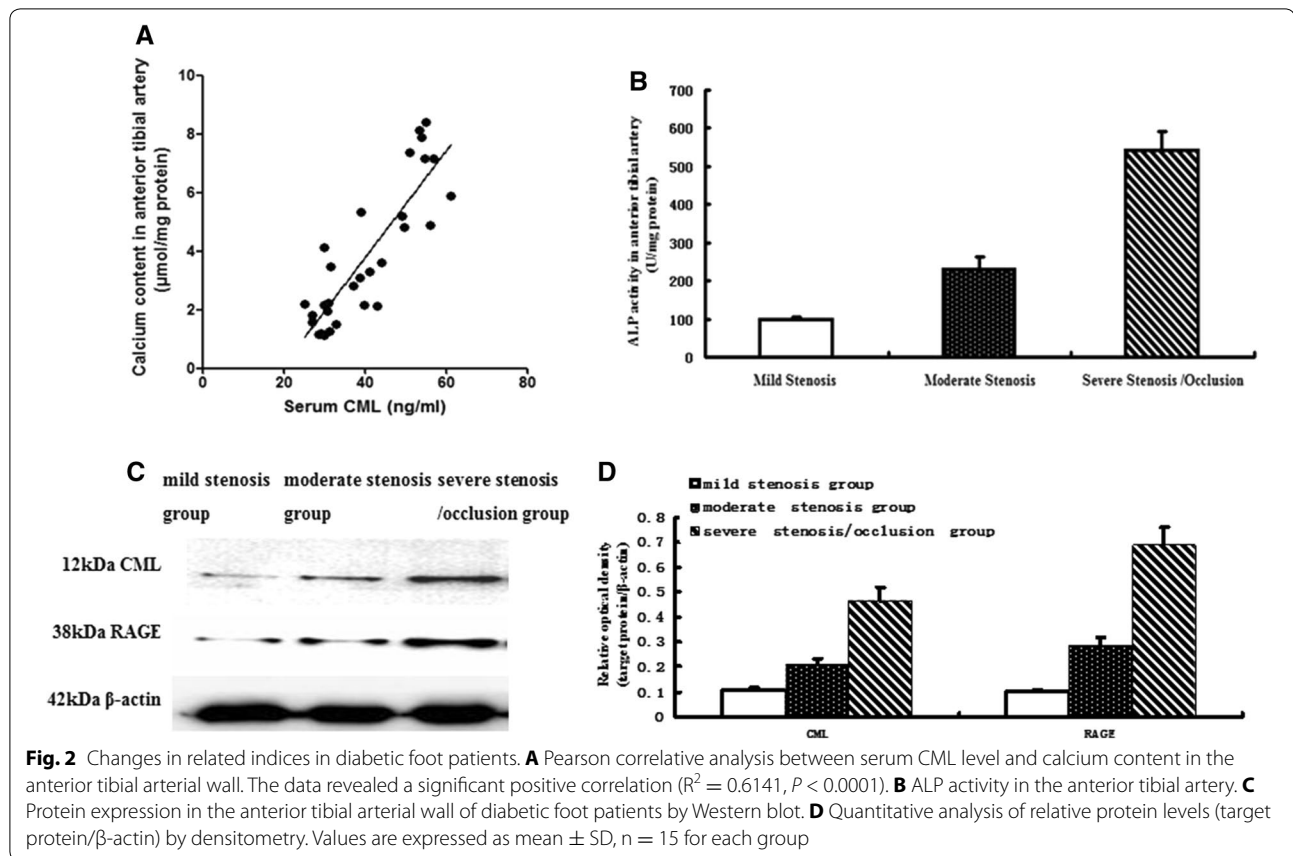 A
Calcium content in anterior tibial artery
(µmol/mg protein)
10
8
6
4
2
0
0 20 40 60 80
Serum CML (ng/ml)
B
ALP activity in anterior tibial artery
(U/mg protein)
700
600
500
400
300
200
100
0
Mild Stenosis Moderate Stenosis Severe Stenosis /Occlusion
C
mild stenosis moderate stenosis severe stenosis
group group /occlusion group
12kDa CML
38kDa RAGE
42kDa β-actin
D
mild stenosis group
moderate stenosis group
severe stenosis/occlusion group
Relative optical density
(target protein/β-actin)
0.8
0.7
0.6
0.5
0.4
0.3
0.2
0.1
0
CML RAGE
Fig. 2 Changes in related indices in diabetic foot patients. A Pearson correlative analysis between serum CML level and calcium content in the
anterior tibial arterial wall. The data revealed a significant positive correlation (R² = 0.6141, P < 0.0001). B ALP activity in the anterior tibial artery. C
Protein expression in the anterior tibial arterial wall of diabetic foot patients by Western blot. D Quantitative analysis of relative protein levels (target
protein/β-actin) by densitometry. Values are expressed as mean ± SD, n = 15 for each group